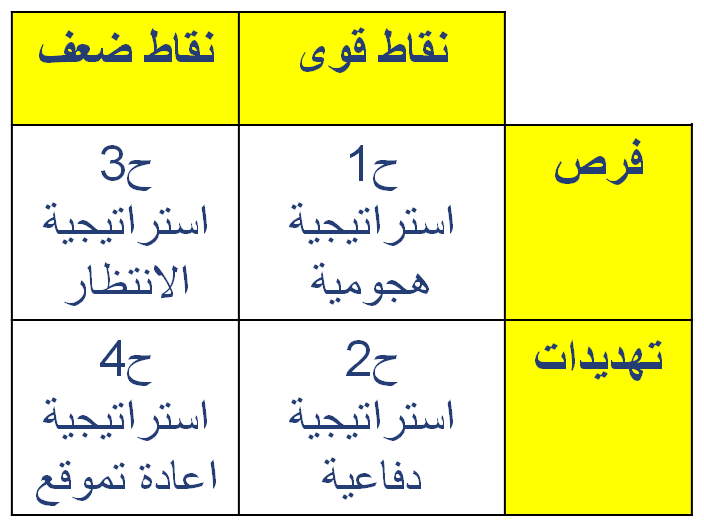 نقاط قوى
نقاط ضعف
فرص
ح1
استراتيجية
هجومية
ح3
استراتيجية
الانتظار
تهديدات
ح2
استراتيجية
دفاعية
ح4
استراتيجية
اعادة تموقع